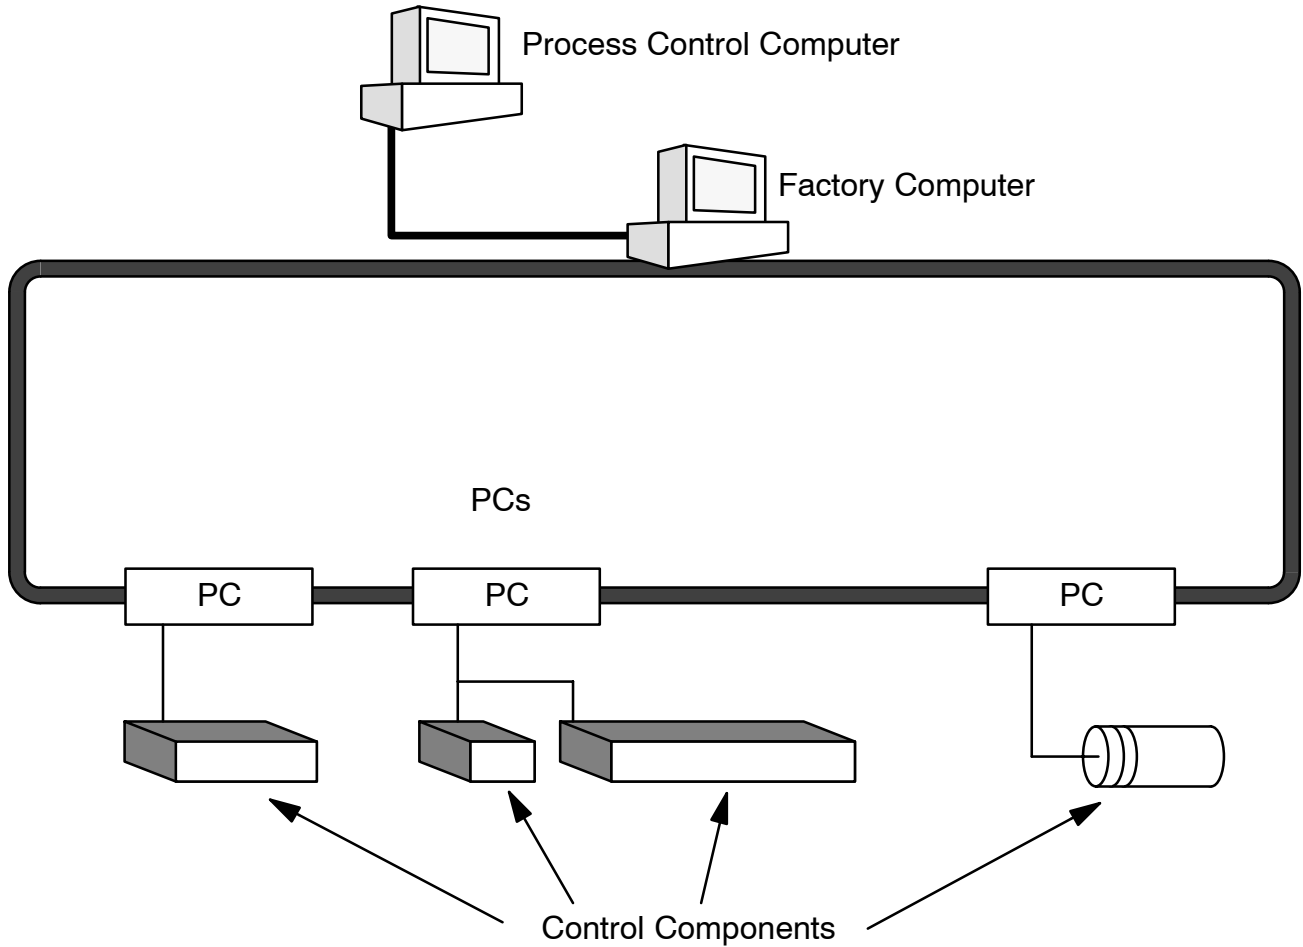 Process Control Computer
Factory Computer
PCs
PC
PC
PC
Control Components